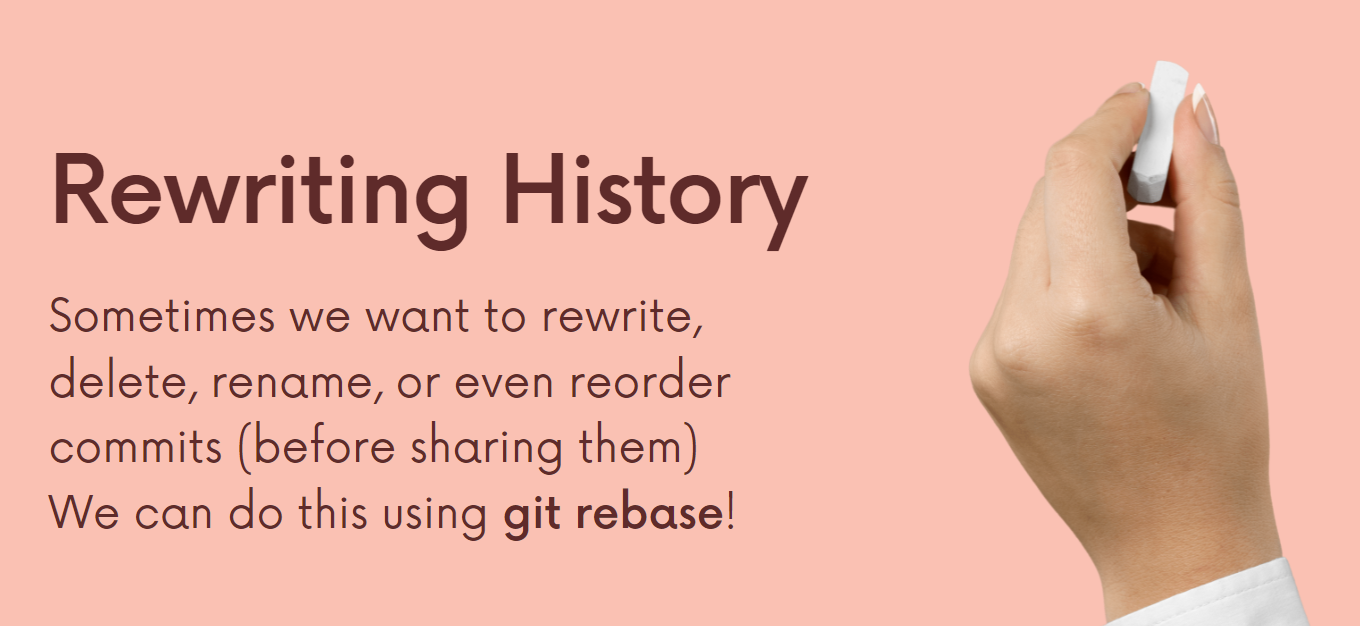 Rewriting History
Sometimes we want to rewrite,
delete, rename, or even reorder
commits (before sharing them)
We can do this using git rebase!